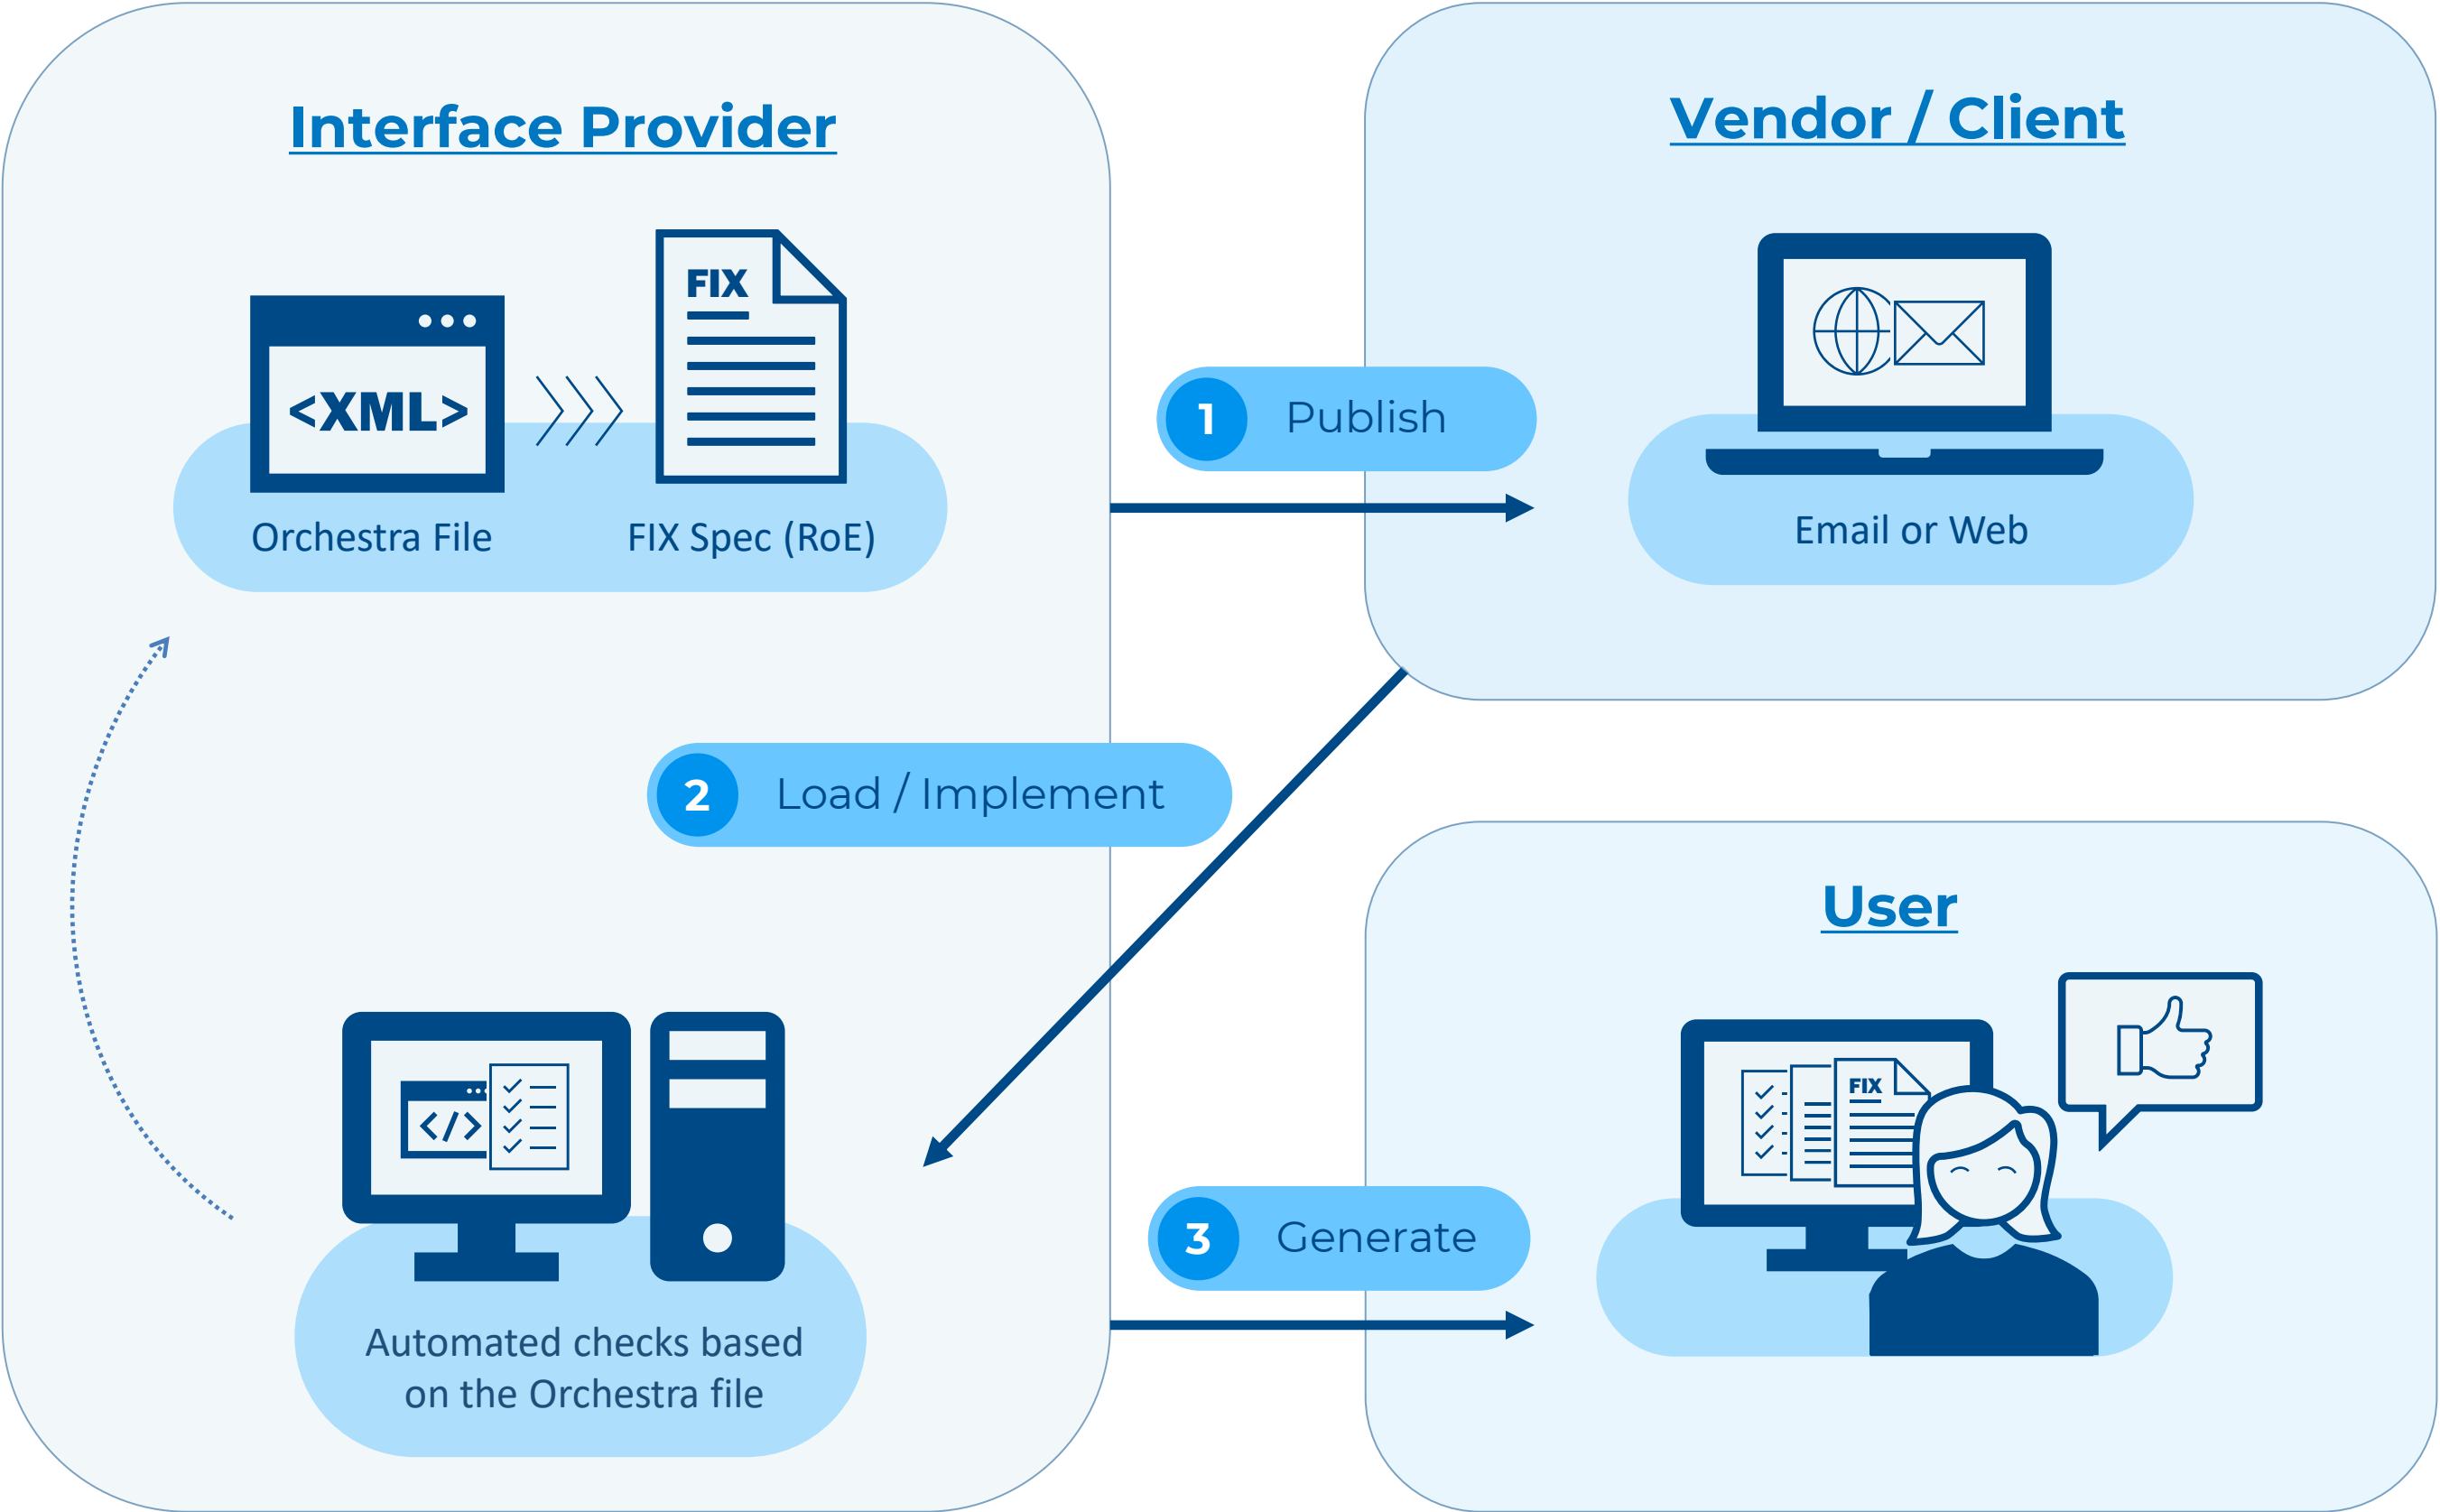 Interface Provider
<XML>
FIX
Orchestra File
FIX Spec (RoE)
1 Publish
Vendor / Client
Email or Web
2 Load / Implement
</>
Automated checks based
on the Orchestra file
3 Generate
User
FIX